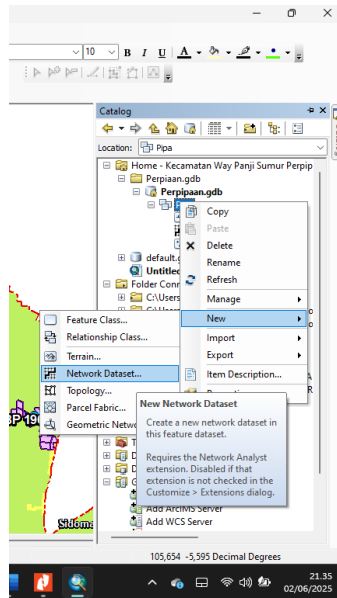 10
B I U A
Catalog
Location: Pipa
Home - Kecamatan Way Panji Sumur Perpip
Perpiaan.gdb
Perpipaan.gdb
default.g
Untitle
Folder Conn
C:\Users
Copy
Paste
Delete
Rename
Refresh
Manage
New
Import
Export
Item Description...
Feature Class...
Relationship Class...
Terrain...
Network Dataset...
Topology...
Parcel Fabric...
Geometric Netwo
New Network Dataset
Create a new network dataset in
this feature dataset.
Requires the Network Analyst
extension. Disabled if that
extension is not checked in the
Customize > Extensions dialog.
Add ArcIMS Server
Add WCS Server
105,654 -5,595 Decimal Degrees
21.35
02/06/2025